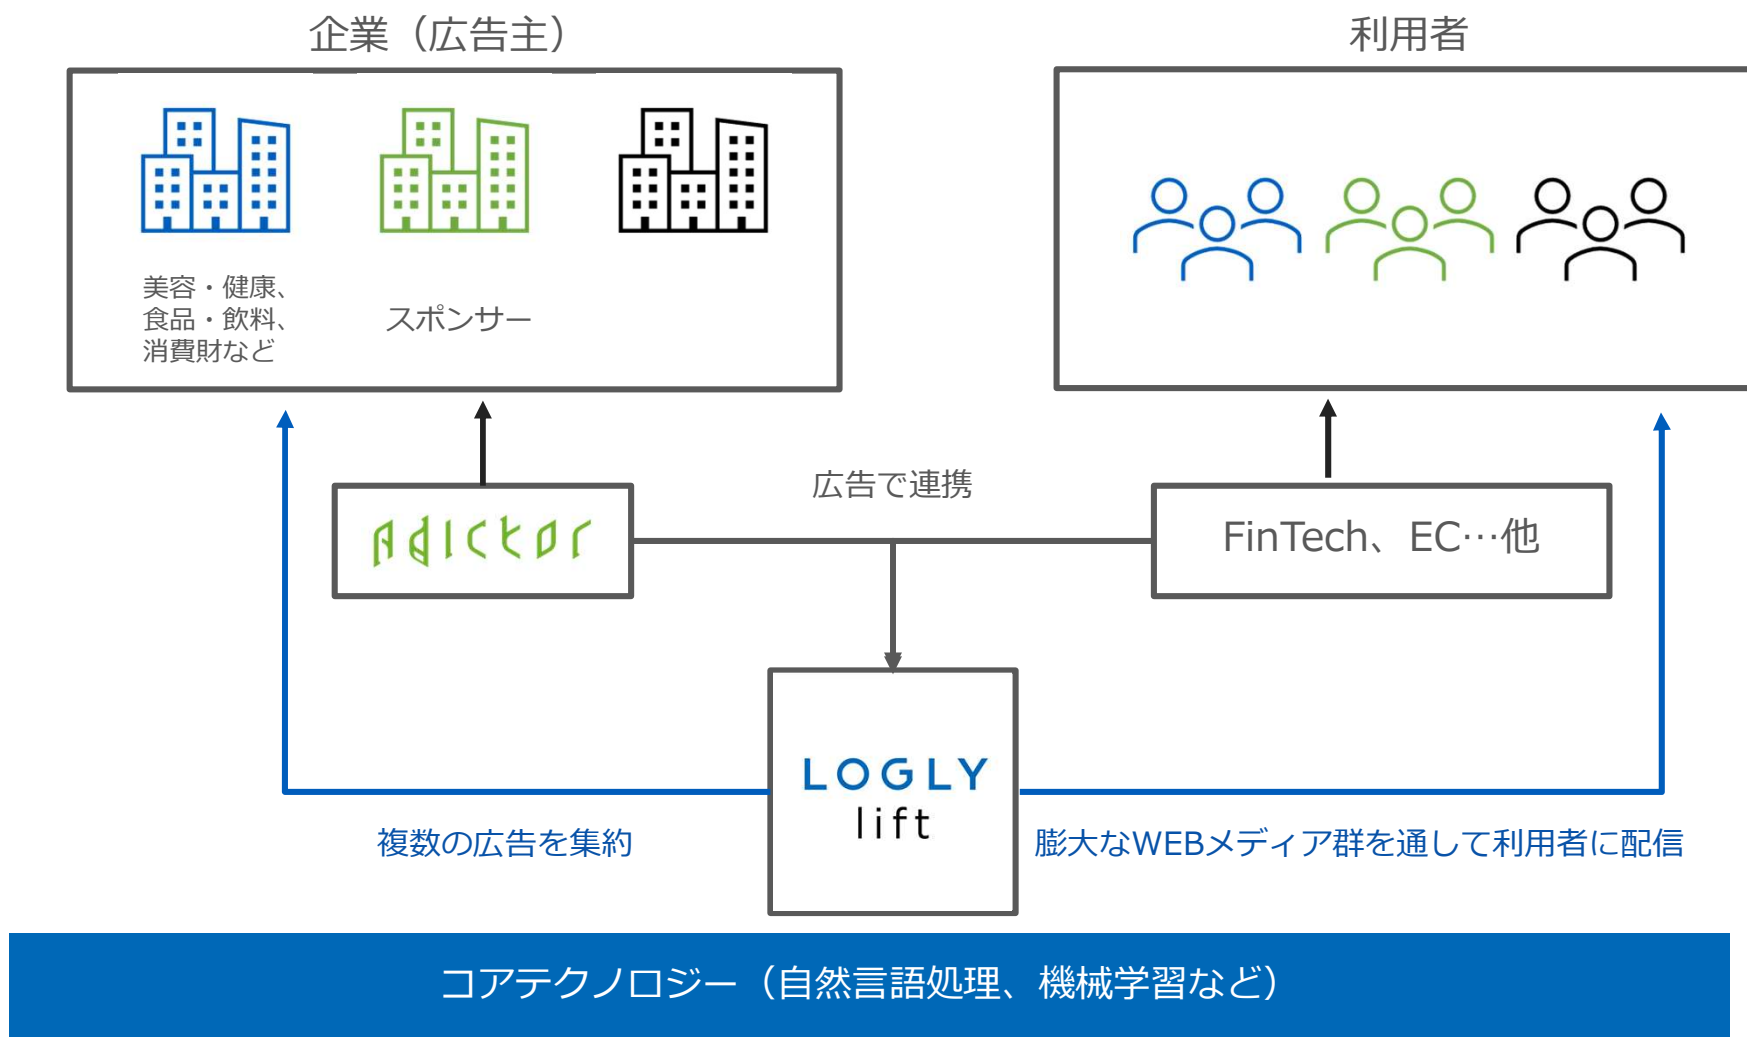 企業（広告主）
利用者
美容・健康、
食品・飲料、
消費財など
スポンサー
広告で連携
Adictor
FinTech、EC…他
LOGLY
lift
複数の広告を集約
膨大なWEBメディア群を通して利用者に配信
コアテクノロジー（自然言語処理、機械学習など）